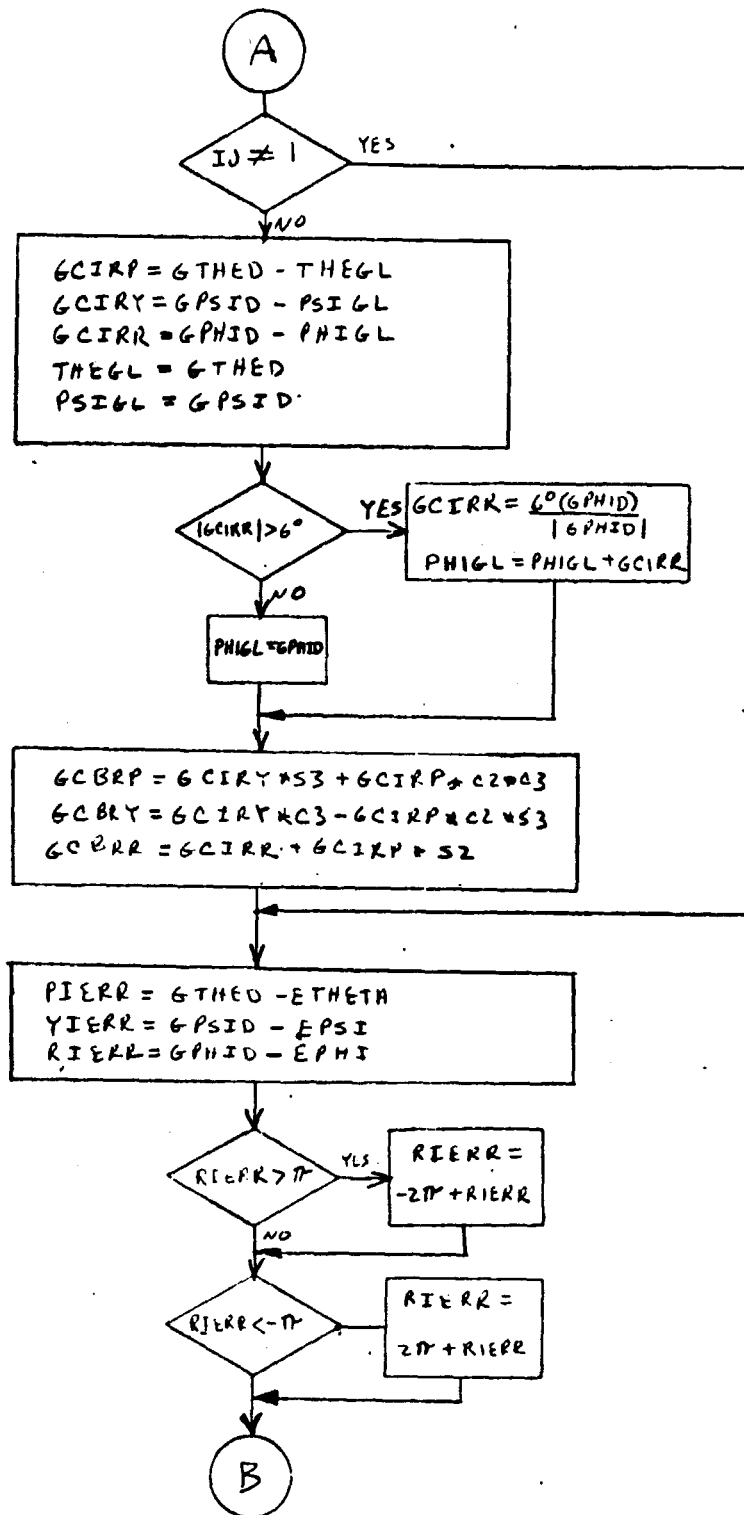 A
IJ ≠ 1
YES
NO
GCIRP = GTHED - THEGL
GCIRY = GPSID - PSIGL
GCIRR = GPHID - PHIGL
THEGL = GTHED
PSIGL = GPSID
|GCIRR| > 6°
YES
GCIRR = 6°(GPHID)
|GPHID|
PHIGL = PHIGL + GCIRR
NO
PHIGL = GPHID
GCBRP = GCIRY * S3 + GCIRP * C2 * C3
GCBRY = GCIRY * C3 - GCIRP * C2 * S3
GCBRR = GCIRR + GCIRP * S2
PIERR = GTHED - ETHETA
YIERR = GPSID - EPSI
RIERR = GPHID - EPHI
RIERR > π
YES
RIERR =
-2π + RIERR
NO
RIERR < -π
RIERR =
2π + RIERR
B